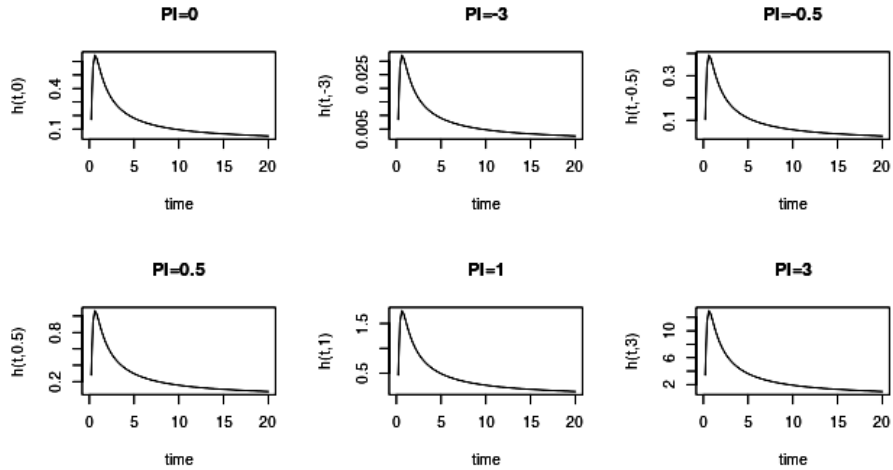 PI=0
h(t,0)
0.4
0.1
0 5 10 15 20
time
PI=-3
h(t,-3)
0.025
0.005
0 5 10 15 20
time
PI=-0.5
h(t,-0.5)
0.3
0.1
0 5 10 15 20
time
PI=0.5
h(t,0.5)
0.8
0.2
0 5 10 15 20
time
PI=1
h(t,1)
1.5
0.5
0 5 10 15 20
time
PI=3
h(t,3)
10
6
2
0 5 10 15 20
time